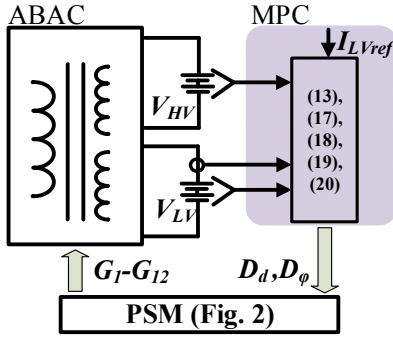 ABAC
MPC
I_LVref
V_HV
(13),
(17),
(18),
(19),
(20)
V_LV
G_1-G_12
D_d, D_φ
PSM (Fig. 2)